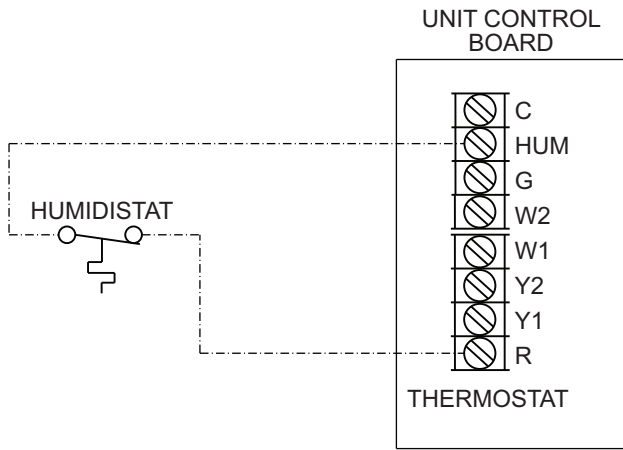 UNIT CONTROL
BOARD
C
HUM
G
W2
W1
Y2
Y1
R
HUMIDISTAT
THERMOSTAT